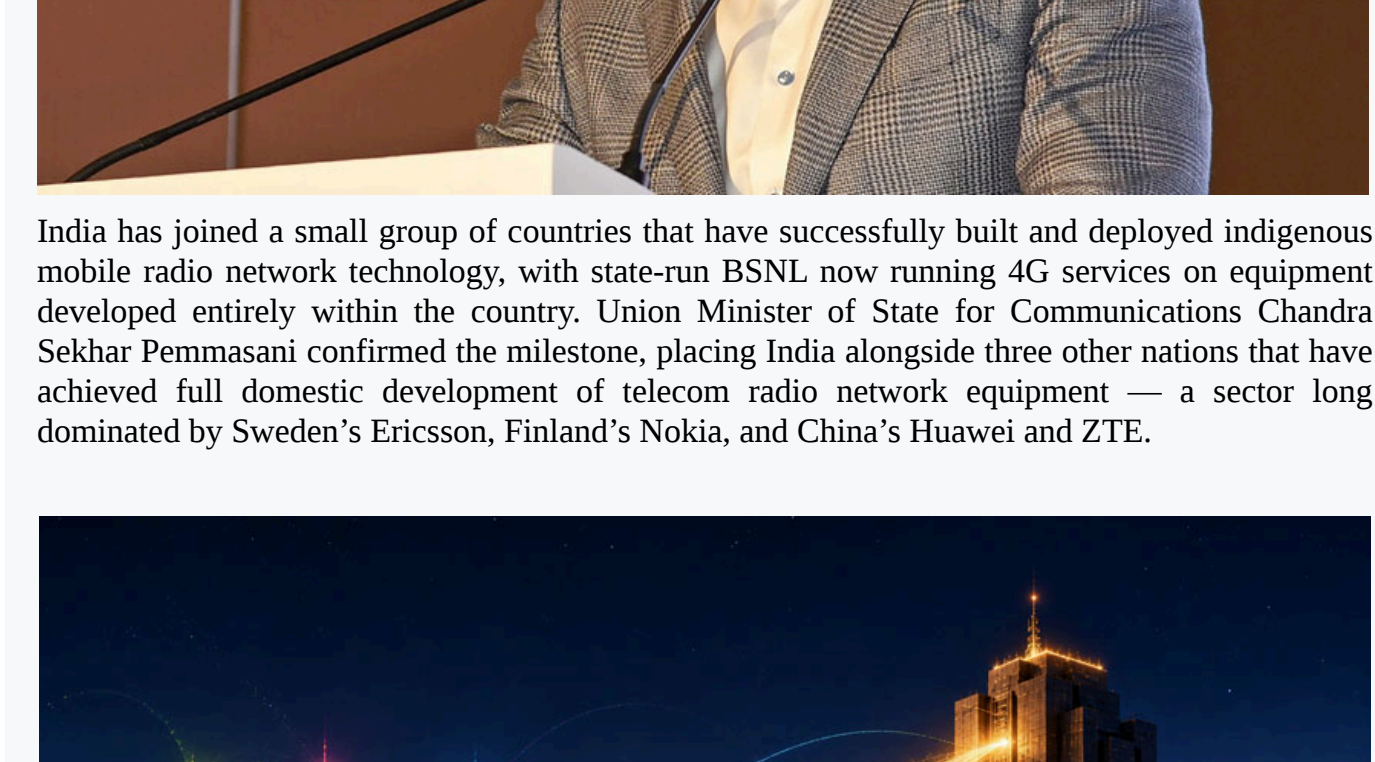 India has joined a small group of countries that have successfully built and deployed indigenous
mobile radio network technology, with state-run BSNL now running 4G services on equipment
developed entirely within the country. Union Minister of State for Communications Chandra
Sekhar Pemmasani confirmed the milestone, placing India alongside three other nations that have
achieved full domestic development of telecom radio network equipment — a sector long
dominated by Sweden’s Ericsson, Finland’s Nokia, and China’s Huawei and ZTE.